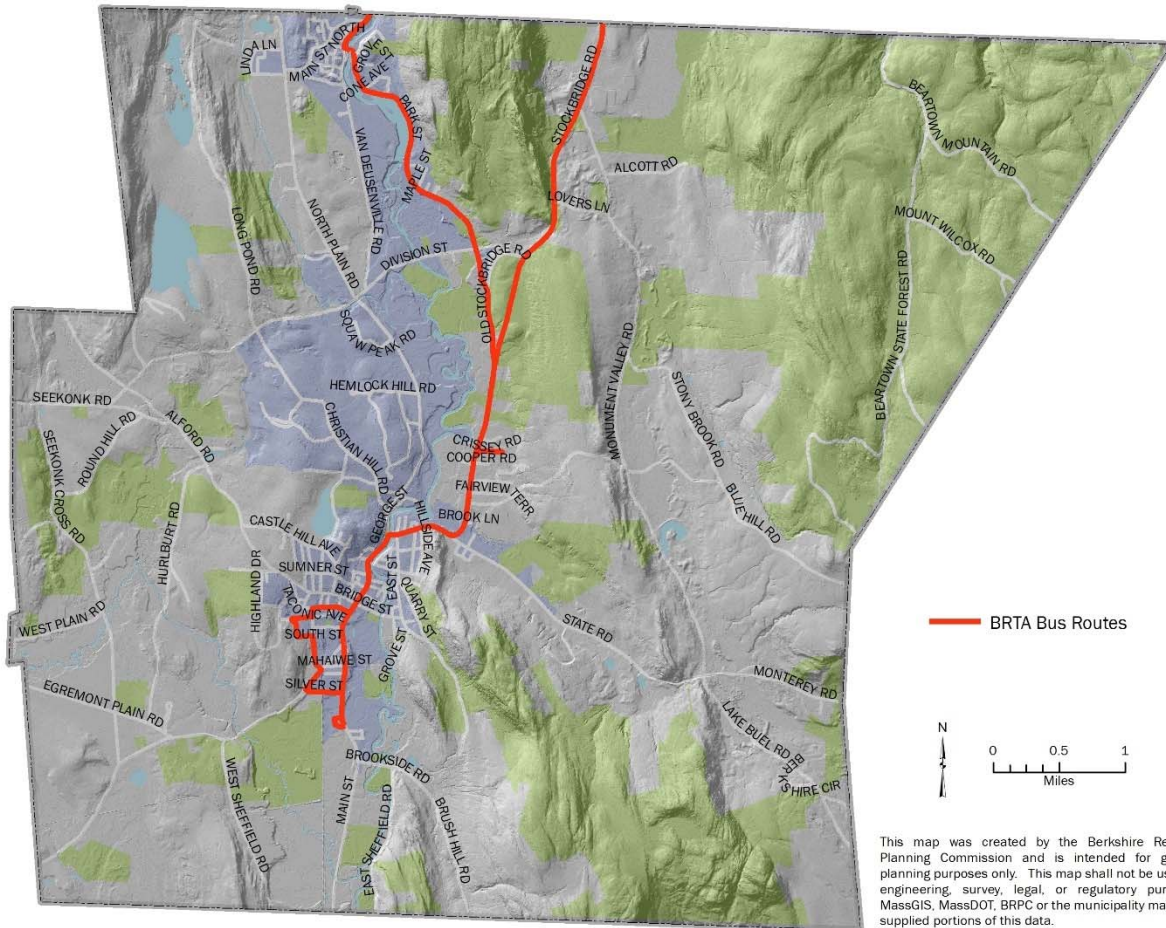 LINDA LN
MAIN ST NORTH
GROVE ST
CONE AVE
PARK ST
MAPLE ST
VAN DEUSENVILLE RD
STOCKBRIDGE RD
ALCOTT RD
LOVERS LN
BEARTOWN MOUNTAIN RD
MOUNT WILCOX RD
BEARTOWN STATE FOREST RD
LONG POND RD
NORTH PLAIN RD
DIVISION ST
OLD STOCKBRIDGE RD
SQUAW PEAK RD
HEMLOCK HILL RD
CHRISTIAN HILL RD
MONUMENT VALLEY RD
STONY BROOK RD
BLUE HILL RD
SEEKONK RD
ROUND HILL RD
ALFORD RD
SEEKONK CROSS RD
HURLBURT RD
CRISSEY RD
COOPER RD
FAIRVIEW TERR
BROOK LN
GEORGE ST
HILLSIDE AVE
CASTLE HILL AVE
SUMNER ST
HIGHLAND DR
BRIDGE ST
EAST ST
QUARRY ST
TACONIC AVE
SOUTH ST
MAHAIWE ST
SILVER ST
GROVE ST
WEST PLAIN RD
EGREMONT PLAIN RD
STATE RD
MONTEREY RD
LAKE BUEL RD
BERKSHIRE CIR
WEST SHEFFIELD RD
MAIN ST
BROOKSIDE RD
EAST SHEFFIELD RD
BRUSH HILL RD
BRTA Bus Routes
N
0 0.5 1
Miles
This map was created by the Berkshire Re
Planning Commission and is intended for g
planning purposes only. This map shall not be us
engineering, survey, legal, or regulatory pur
MassGIS, MassDOT, BRPC or the municipality ma
supplied portions of this data.